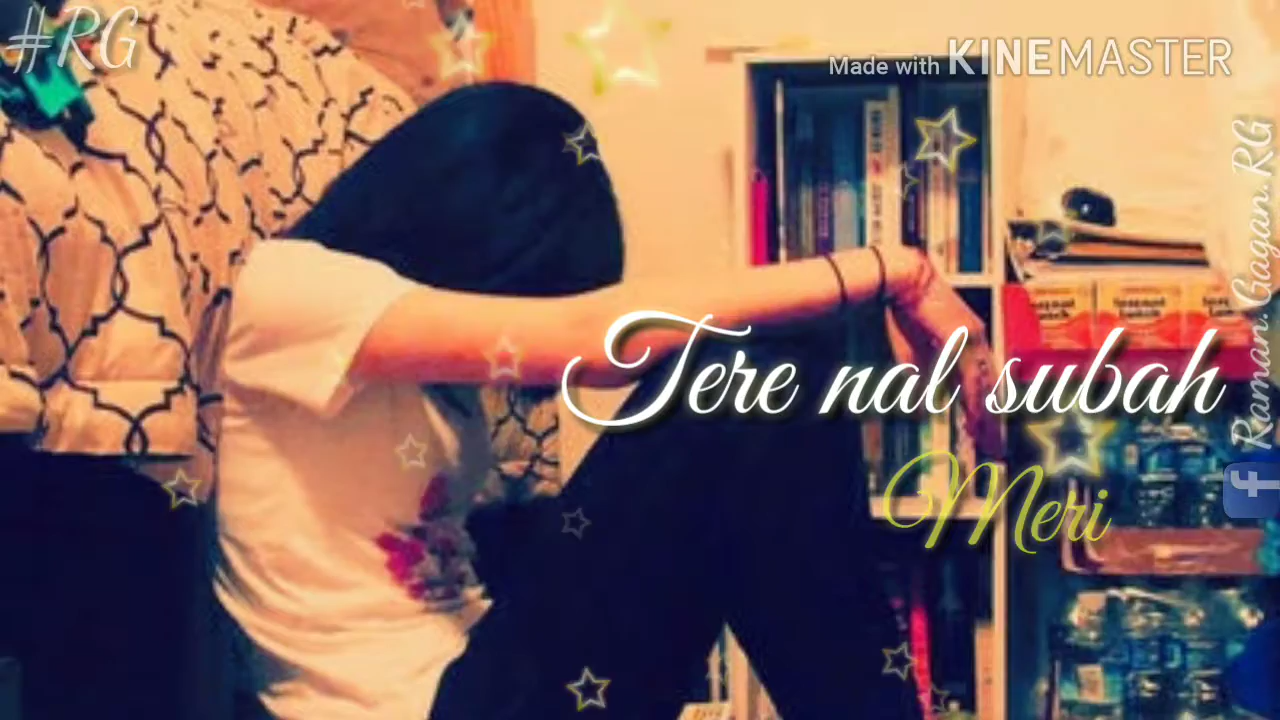 #RG
Made with KINEMASTER
Raman.Gagan.RG
Tere nal subah
Meri